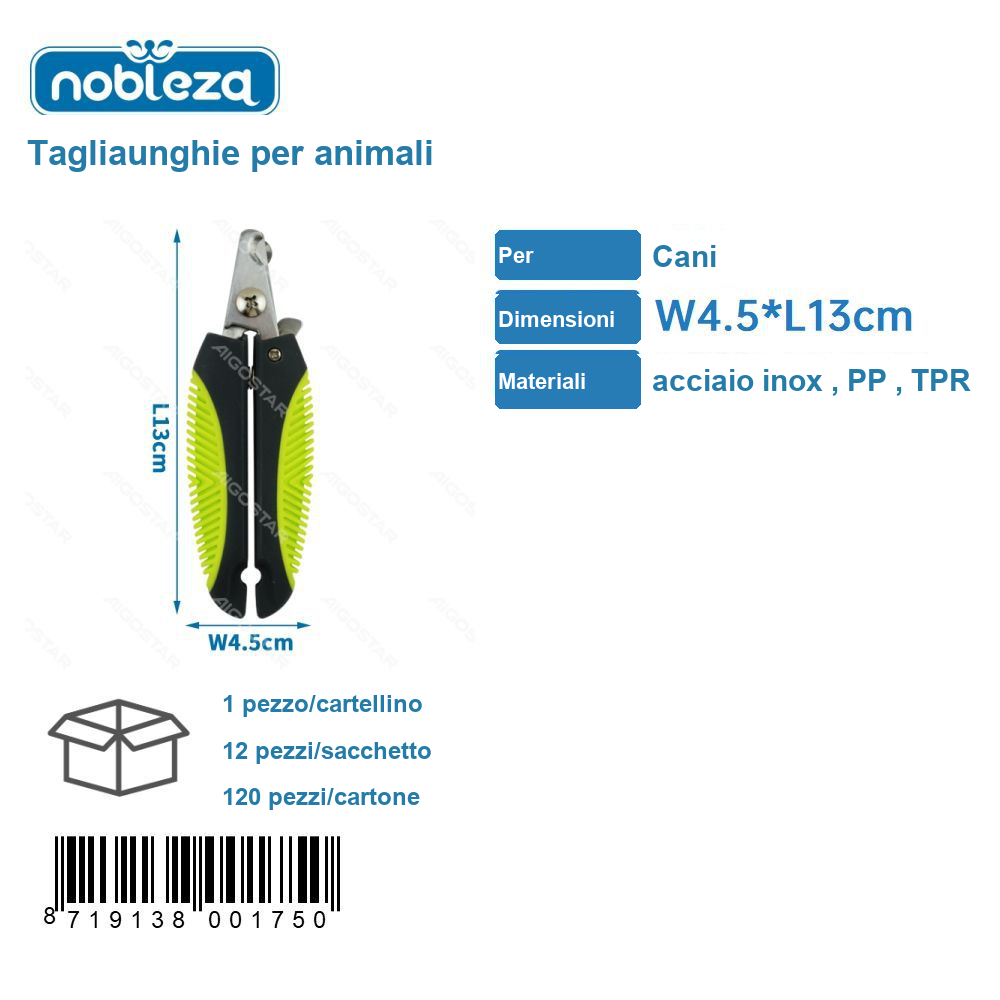 nobleza
Tagliaunghie per animali
Per
Cani
Dimensioni
W4.5*L13cm
Materiali
acciaio inox , PP , TPR
L13cm
W4.5cm
AIGOSTAR
1 pezzo/cartellino
12 pezzi/sacchetto
120 pezzi/cartone
8 719138 001750